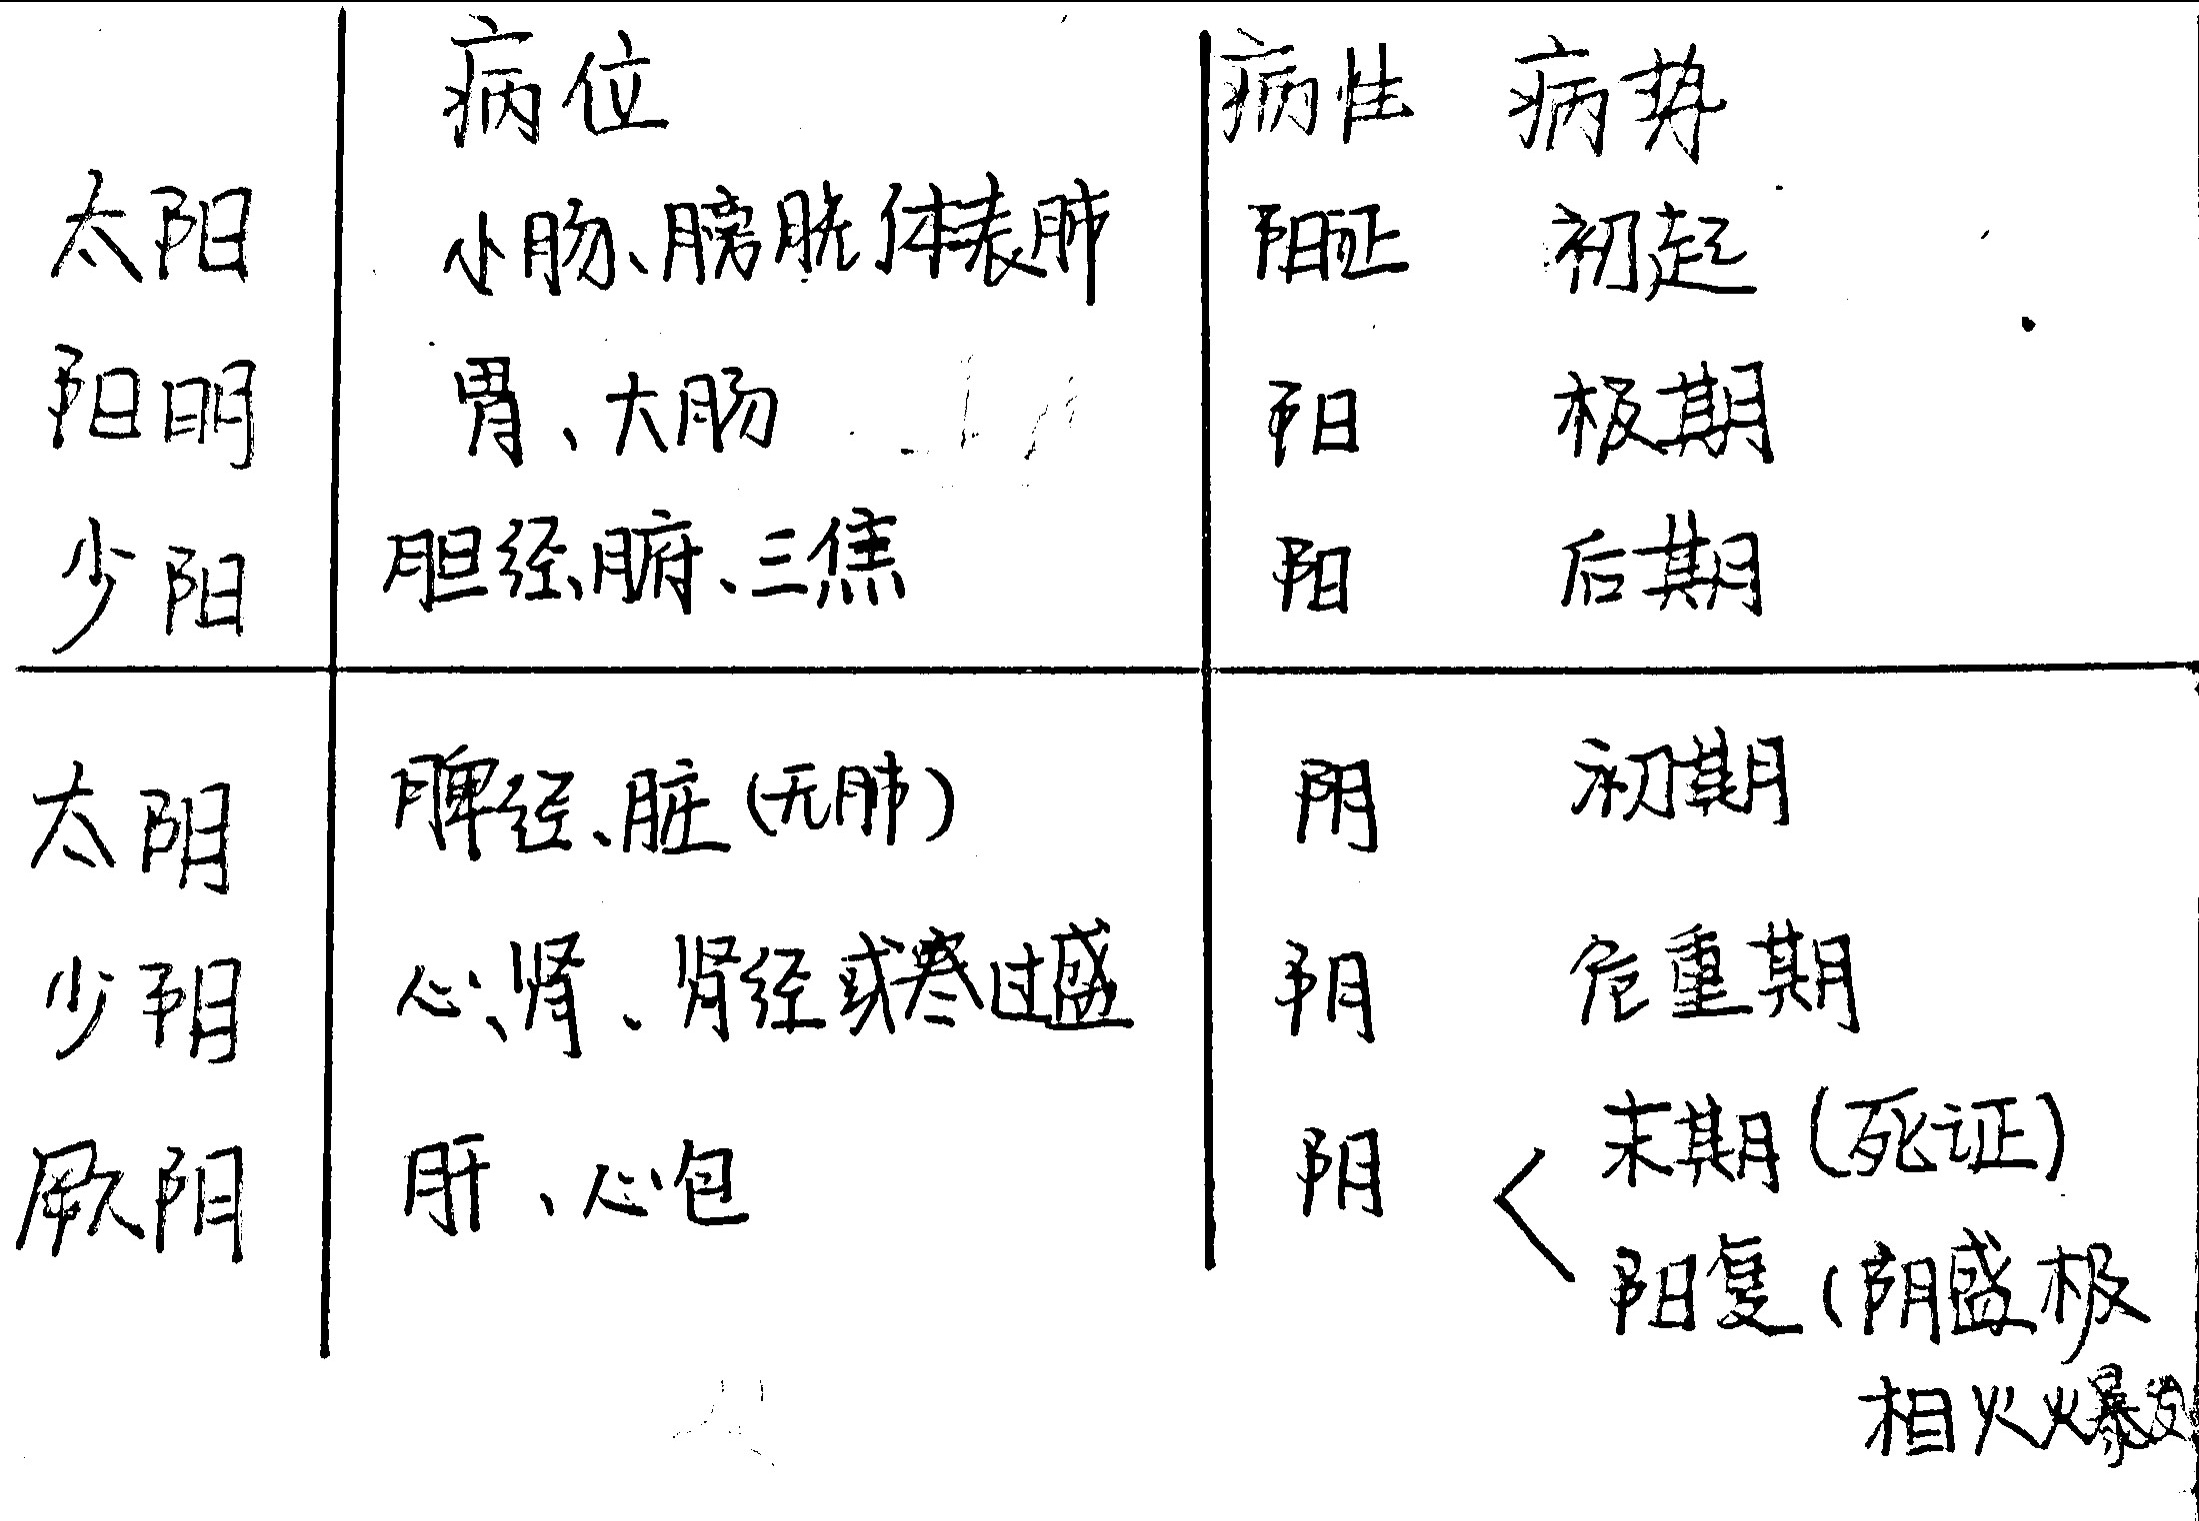 病位 病性 病势
太阳 小肠、膀胱体表肺 阳证 初起
阳明 胃、大肠 阳 极期
少阳 胆经、腑、三焦 阳 后期
太阴 脾经、脏(无肺) 阴 初期
少阴 心、肾、肾经或寒过盛 阴 危重期
厥阴 肝、心包 阴 末期(死证)
阳复(阴盛极
相火爆发